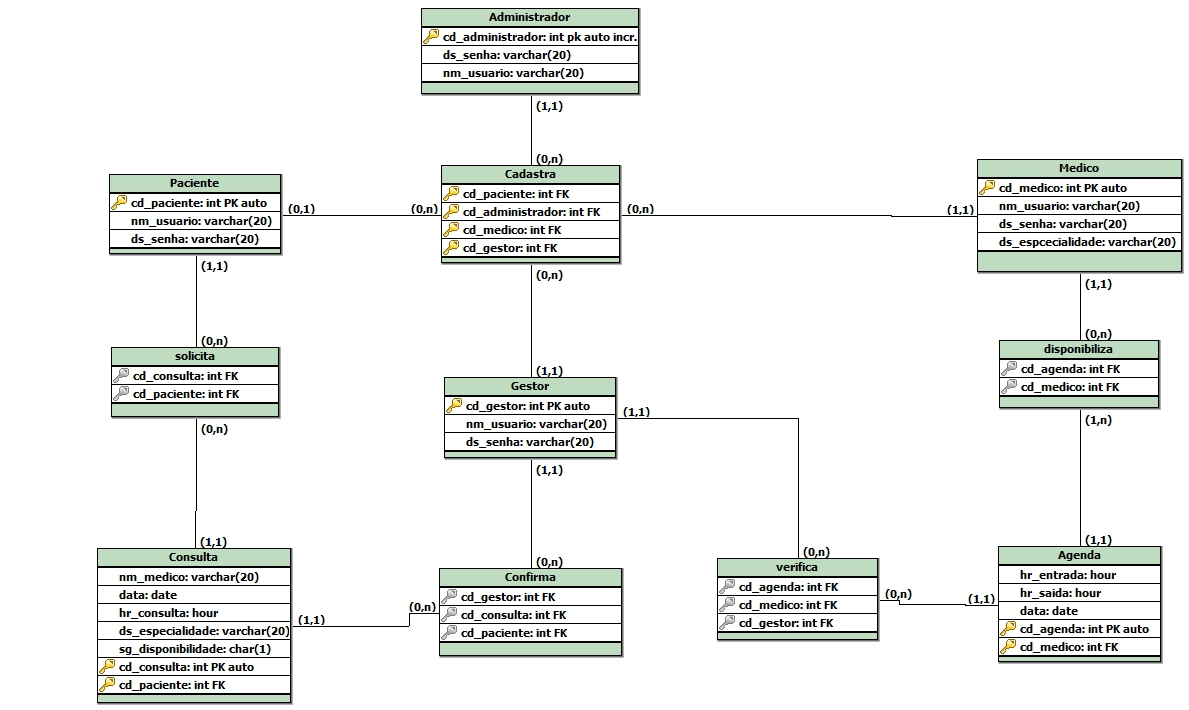 Administrador
cd_administrador: int pk auto incr.
ds_senha: varchar(20)
nm_usuario: varchar(20)
(1,1)
(0,n)
Cadastra
cd_paciente: int FK
cd_administrador: int FK
cd_medico: int FK
cd_gestor: int FK
Paciente
cd_paciente: int PK auto
nm_usuario: varchar(20)
ds_senha: varchar(20)
(0,1)
(0,n)
(0,n)
(1,1)
Medico
cd_medico: int PK auto
nm_usuario: varchar(20)
ds_senha: varchar(20)
ds_espcecialidade: varchar(20)
(1,1)
(0,n)
solicita
cd_consulta: int FK
cd_paciente: int FK
(0,n)
(1,1)
(0,n)
(1,1)
Gestor
cd_gestor: int PK auto
nm_usuario: varchar(20)
ds_senha: varchar(20)
(1,1)
(1,1)
(0,n)
(1,1)
(0,n)
disponibiliza
cd_agenda: int FK
cd_medico: int FK
(1,n)
(1,1)
Consulta
nm_medico: varchar(20)
data: date
hr_consulta: hour
ds_especialidade: varchar(20)
sg_disponibilidade: char(1)
cd_consulta: int PK auto
cd_paciente: int FK
(1,1)
(0,n)
Confirma
cd_gestor: int FK
cd_consulta: int FK
cd_paciente: int FK
(0,n)
verifica
cd_agenda: int FK
cd_medico: int FK
cd_gestor: int FK
(0,n)
(1,1)
Agenda
hr_entrada: hour
hr_saida: hour
data: date
cd_agenda: int PK auto
cd_medico: int FK